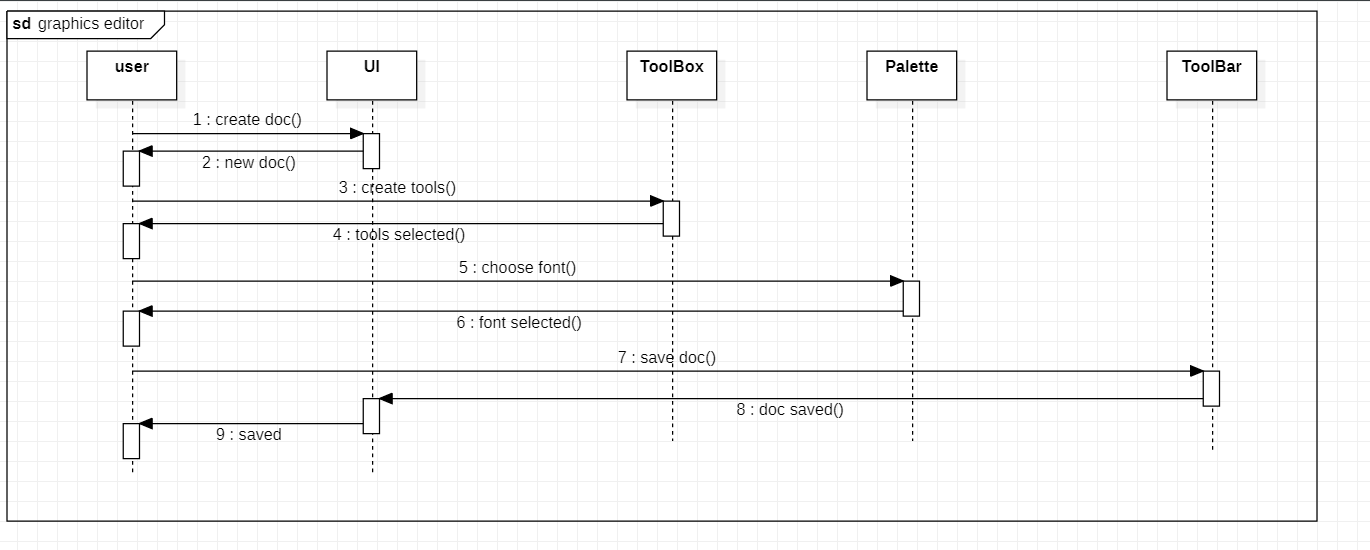 sd graphics editor
user
UI
ToolBox
Palette
ToolBar
1 : create doc()
2 : new doc()
3 : create tools()
4 : tools selected()
5 : choose font()
6 : font selected()
7 : save doc()
8 : doc saved()
9 : saved